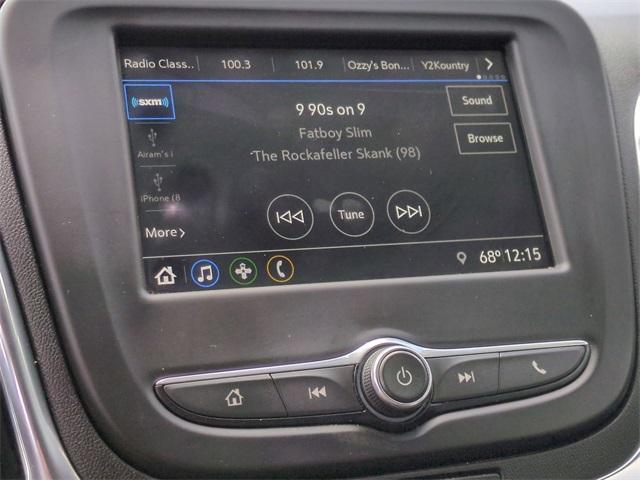 Radio Class.. 100.3 101.9 Ozzy's Bon... Y2Kountry
sxm
9 90s on 9
Sound
Fatboy Slim
Browse
Airam's i
The Rockafeller Skank (98)
iPhone (8
Tune
More
68° 12:15